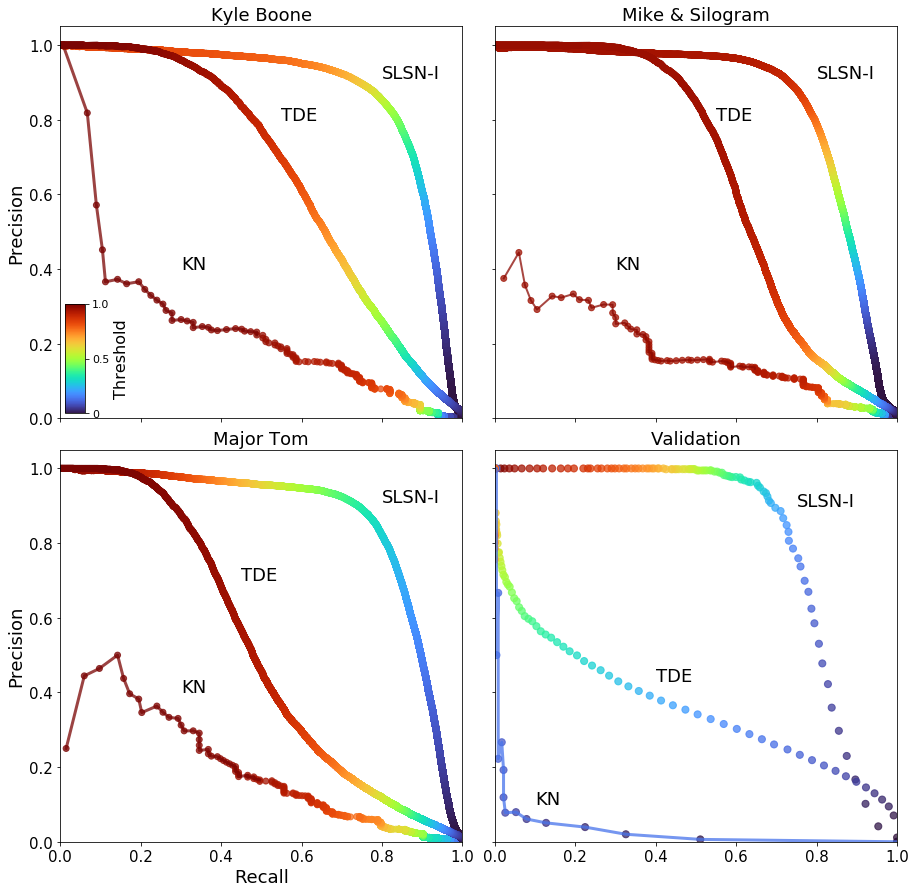 Kyle Boone
Mike & Silogram
1.0
0.8
0.6
0.4
0.2
0.0
Precision
SLSN-I
TDE
KN
1.0
0.5
0
Threshold
SLSN-I
TDE
KN
Major Tom
Validation
1.0
0.8
0.6
0.4
0.2
0.0
Precision
SLSN-I
TDE
KN
0.0 0.2 0.4 0.6 0.8 1.0
Recall
SLSN-I
TDE
KN
0.0 0.2 0.4 0.6 0.8 1.0